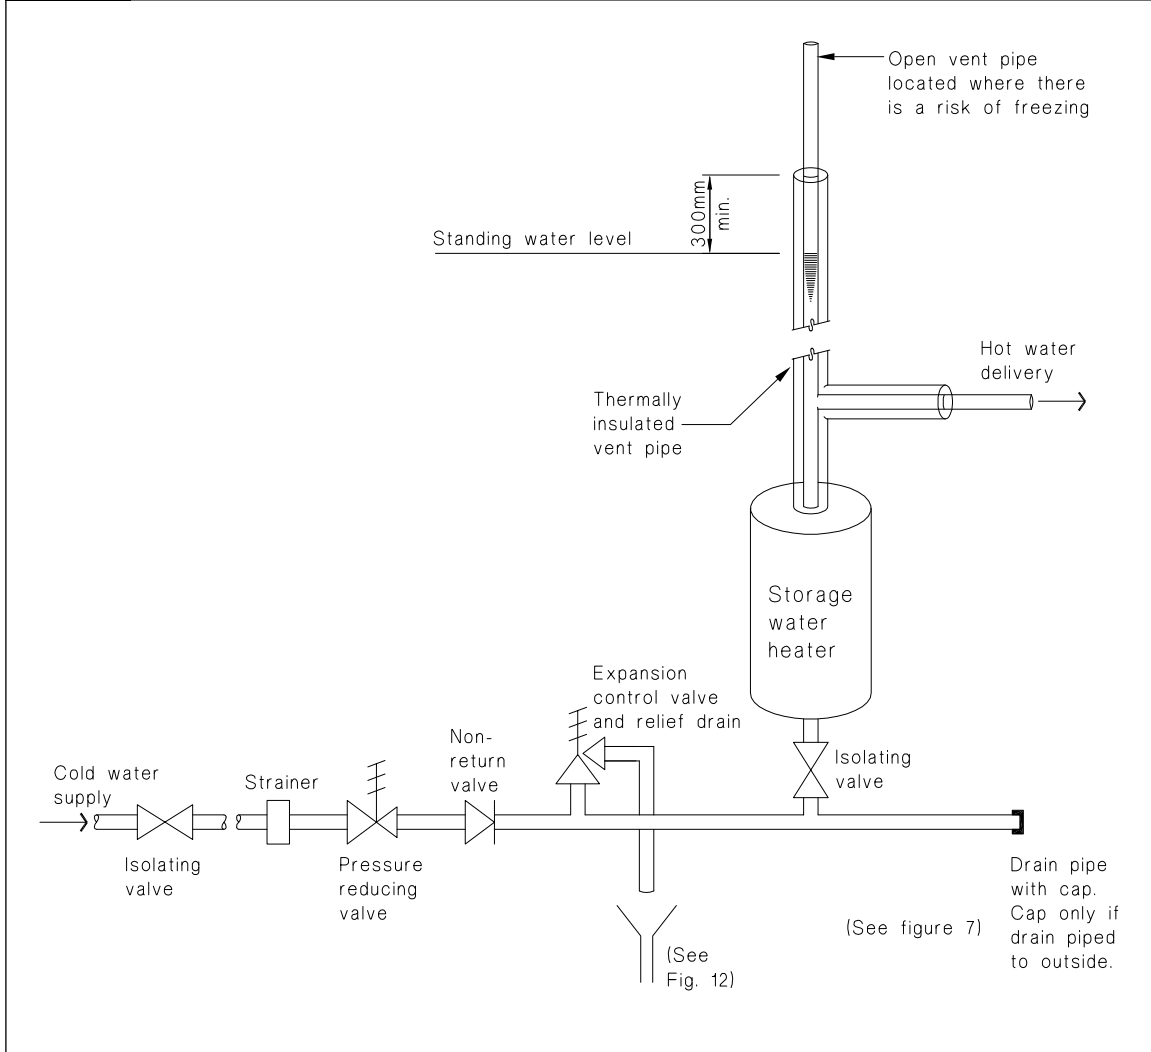 Open vent pipe
located where there
is a risk of freezing
300mm
min.
Standing water level
Hot water
delivery
Thermally
insulated
vent pipe
Storage
water
heater
Expansion
control valve
and relief drain
Non-
return
valve
Isolating
valve
Cold water
supply
Strainer
Isolating
valve
Pressure
reducing
valve
Drain pipe
with cap.
Cap only if
drain piped
to outside.
(See figure 7)
(See
Fig. 12)